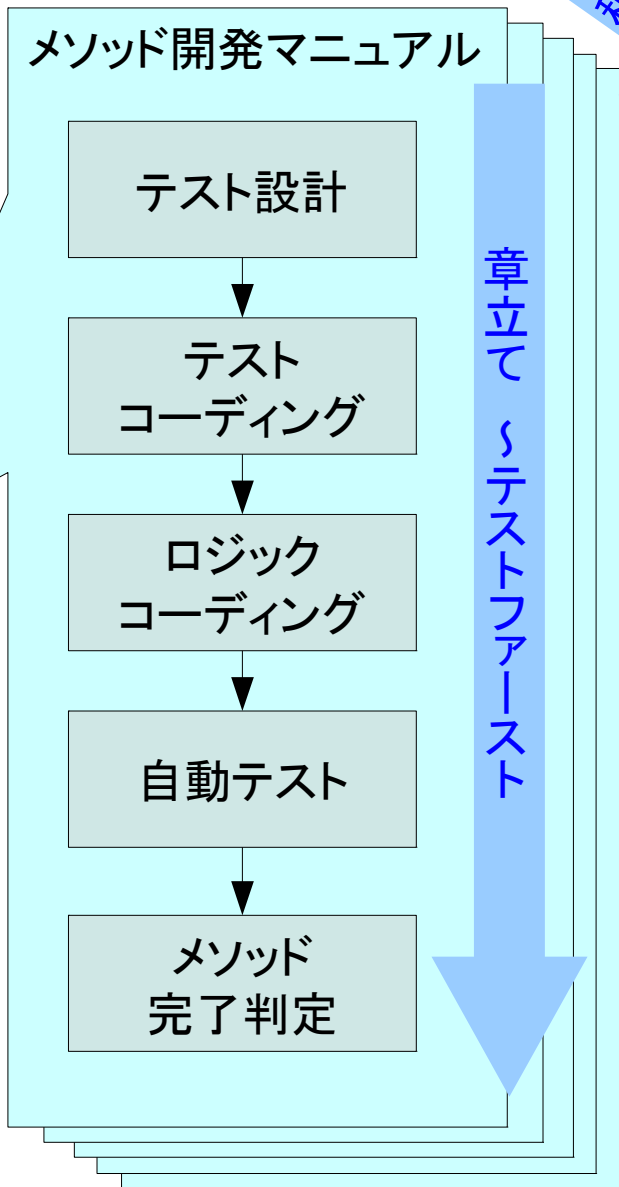 メソッド開発マニュアル
テスト設計
テスト
コーディング
ロジック
コーディング
自動テスト
メソッド
完了判定
章立て ～テストファースト